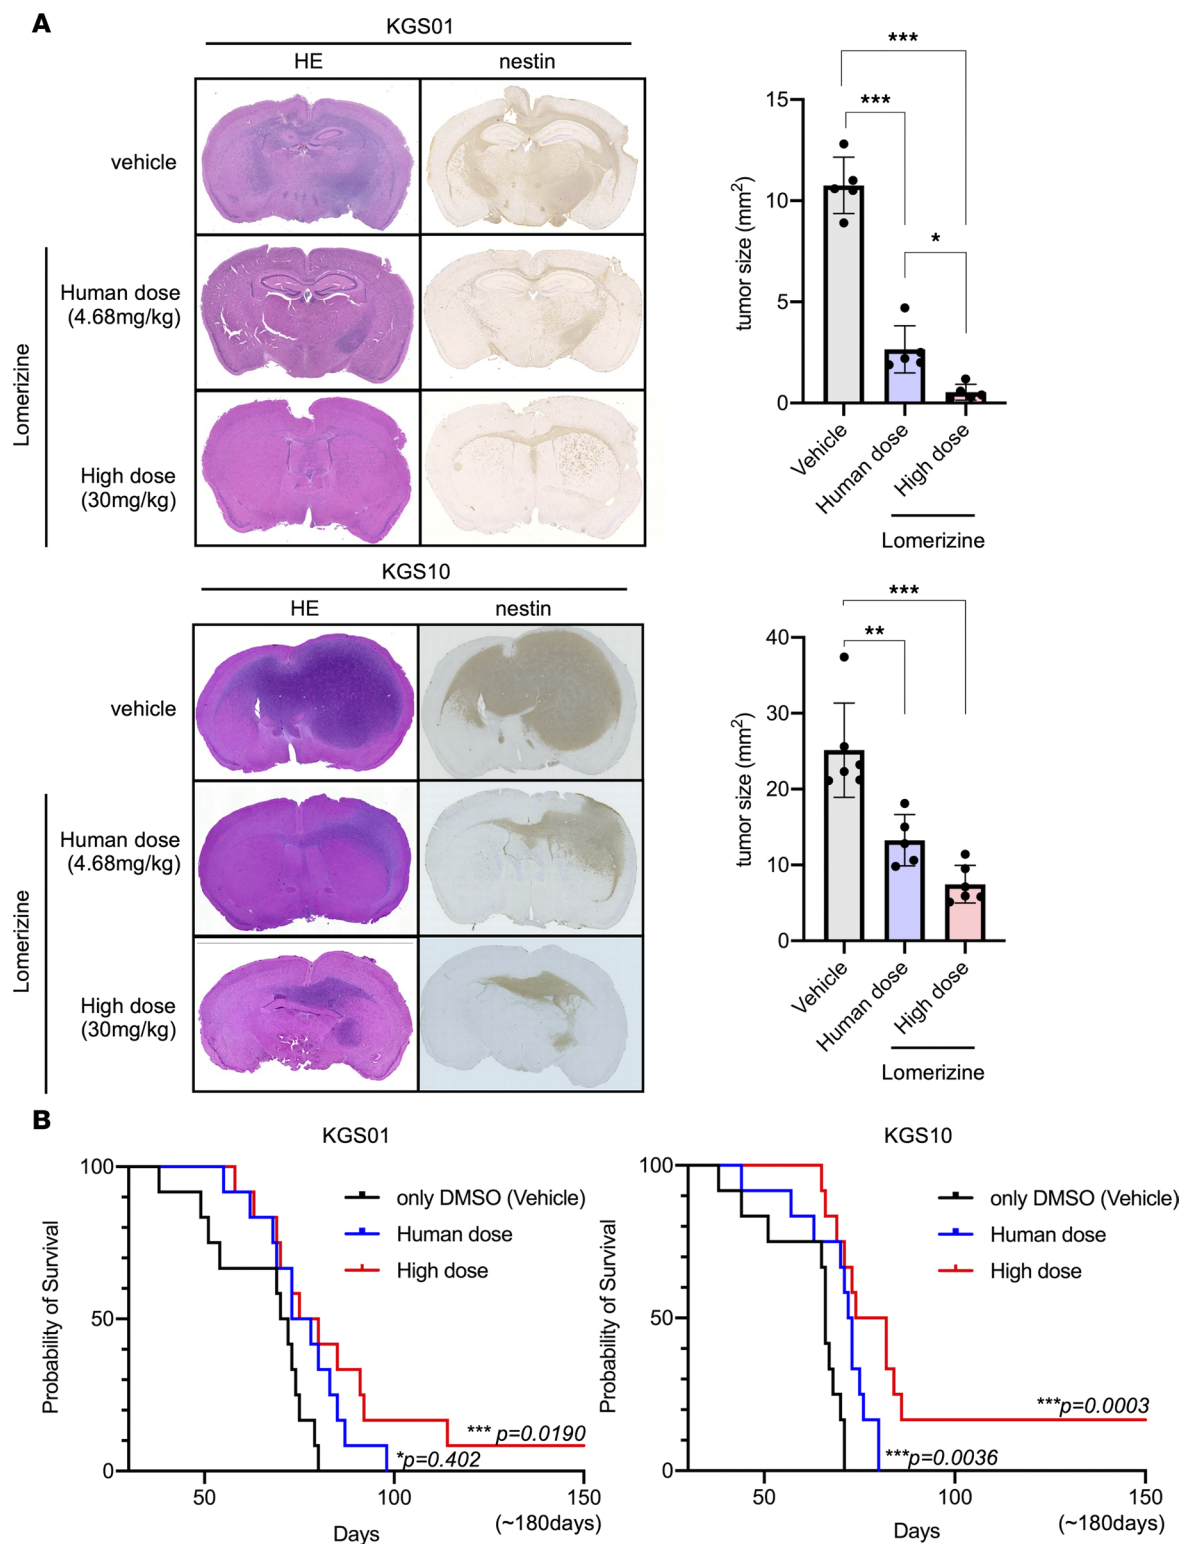 A
KGS01
HE
nestin
vehicle
Human dose
(4.68mg/kg)
High dose
(30mg/kg)
Lomerizine
***
***
*
tumor size (mm2)
15
10
5
0
Vehicle
Human dose
High dose
Lomerizine
KGS10
HE
nestin
vehicle
Human dose
(4.68mg/kg)
High dose
(30mg/kg)
Lomerizine
***
**
tumor size (mm2)
40
30
20
10
0
Vehicle
Human dose
High dose
Lomerizine
B
KGS01
Probability of Survival
100
50
0
only DMSO (Vehicle)
Human dose
High dose
*** p=0.0190
*p=0.402
50
100
150
(~180days)
Days
KGS10
Probability of Survival
100
50
0
only DMSO (Vehicle)
Human dose
High dose
***p=0.0003
***p=0.0036
50
100
150
(~180days)
Days